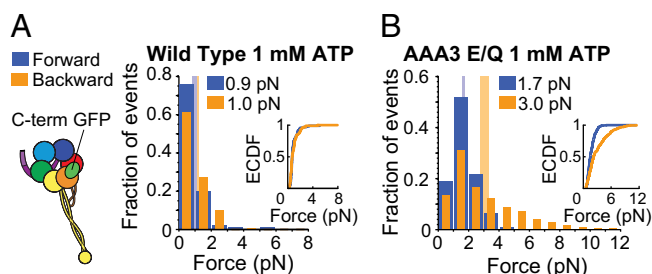 A
Forward
Backward
C-term GFP
Wild Type 1 mM ATP
Fraction of events
0.8
0.6
0.4
0.2
0
0.9 pN
1.0 pN
ECDF
1
0.5
0 4 8
Force (pN)
0 2 4 6 8
Force (pN)
B
AAA3 E/Q 1 mM ATP
Fraction of events
0.6
0.4
0.2
0
1.7 pN
3.0 pN
ECDF
1
0.5
0 6 12
Force (pN)
0 2 4 6 8 10 12
Force (pN)